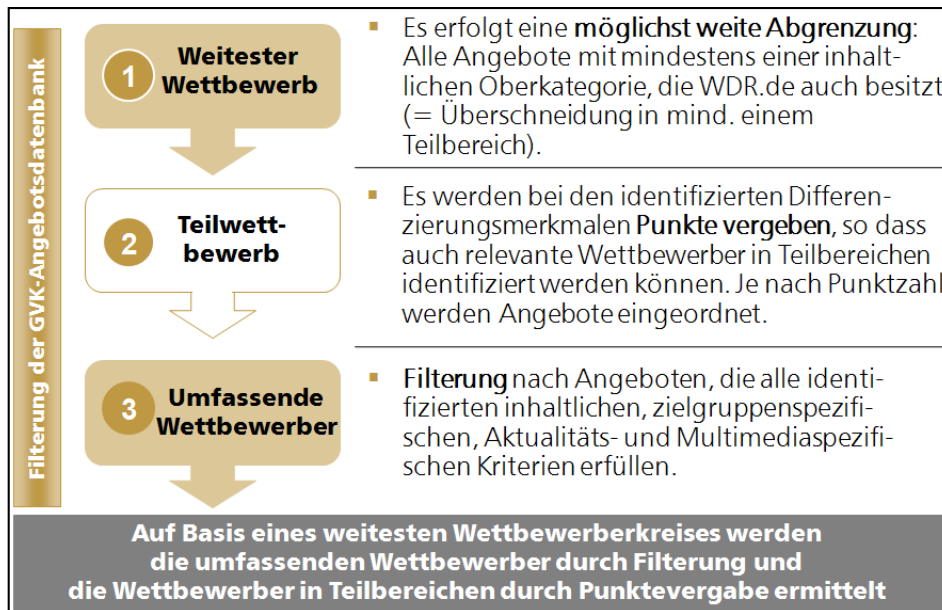 Filterung der GVK-Angebotsdatenbank
1
Weitester
Wettbewerb
▪ Es erfolgt eine möglichst weite Abgrenzung:
Alle Angebote mit mindestens einer inhalt-
lichen Oberkategorie, die WDR.de auch besitzt
(= Überschneidung in mind. einem
Teilbereich).
2
Teilwett-
bewerb
▪ Es werden bei den identifizierten Differen-
zierungsmerkmalen Punkte vergeben, so dass
auch relevante Wettbewerber in Teilbereichen
identifiziert werden können. Je nach Punktzahl
werden Angebote eingeordnet.
3
Umfassende
Wettbewerber
▪ Filterung nach Angeboten, die alle identi-
fizierten inhaltlichen, zielgruppenspezifi-
schen, Aktualitäts- und Multimediaspezifi-
schen Kriterien erfüllen.
Auf Basis eines weitesten Wettbewerberkreises werden
die umfassenden Wettbewerber durch Filterung und
die Wettbewerber in Teilbereichen durch Punktevergabe ermittelt